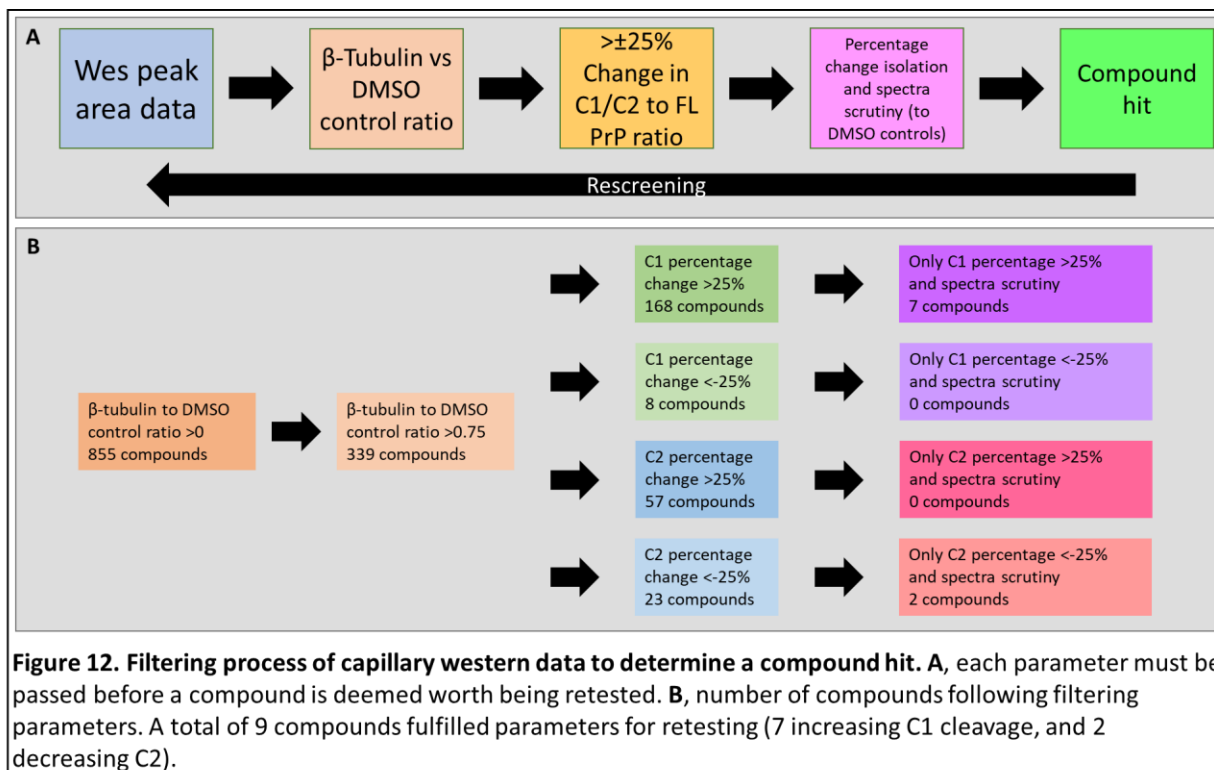 A
Wes peak
area data
β-Tubulin vs
DMSO
control ratio
>±25%
Change in
C1/C2 to FL
PrP ratio
Percentage
change isolation
and spectra
scrutiny (to
DMSO controls)
Compound
hit
Rescreening
B
β-tubulin to DMSO
control ratio >0
855 compounds
β-tubulin to DMSO
control ratio >0.75
339 compounds
C1 percentage
change >25%
168 compounds
Only C1 percentage >25%
and spectra scrutiny
7 compounds
C1 percentage
change <-25%
8 compounds
Only C1 percentage <-25%
and spectra scrutiny
0 compounds
C2 percentage
change >25%
57 compounds
Only C2 percentage >25%
and spectra scrutiny
0 compounds
C2 percentage
change <-25%
23 compounds
Only C2 percentage <-25%
and spectra scrutiny
2 compounds
Figure 12. Filtering process of capillary western data to determine a compound hit. A, each parameter must be
passed before a compound is deemed worth being retested. B, number of compounds following filtering
parameters. A total of 9 compounds fulfilled parameters for retesting (7 increasing C1 cleavage, and 2
decreasing C2).